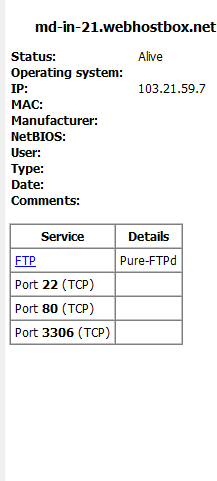 md-in-21.webhostbox.net
Status: Alive
Operating system:
IP: 103.21.59.7
MAC:
Manufacturer:
NetBIOS:
User:
Type:
Date:
Comments:
Service Details
FTP Pure-FTPd
Port 22 (TCP)
Port 80 (TCP)
Port 3306 (TCP)